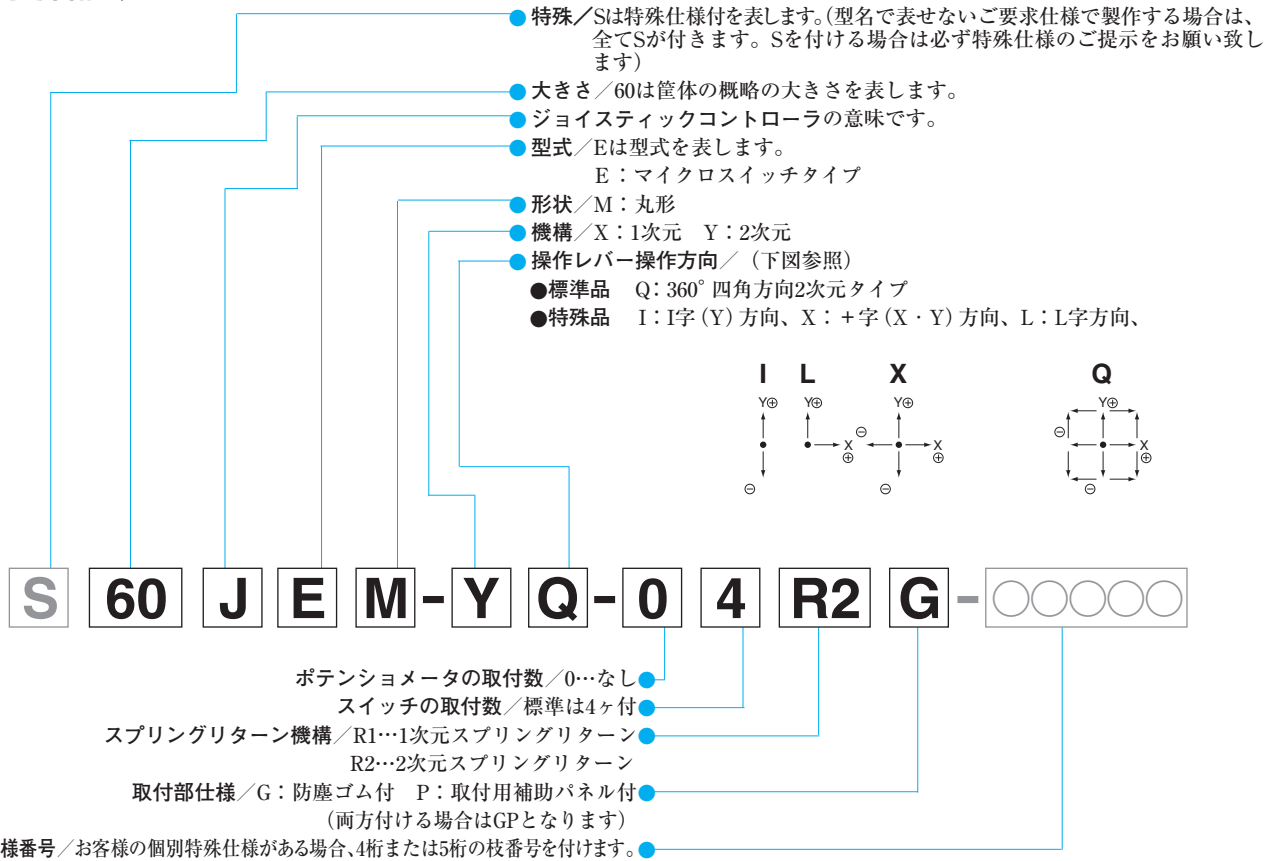 ● 特殊／Sは特殊仕様付を表します。(型名で表せないご要求仕様で製作する場合は、
全てSが付きます。Sを付ける場合は必ず特殊仕様のご提示をお願い致し
ます)
● 大きさ／60は筐体の概略の大きさを表します。
● ジョイスティックコントローラの意味です。
● 型式／Eは型式を表します。
E：マイクロスイッチタイプ
● 形状／M：丸形
● 機構／X：1次元　Y：2次元
● 操作レバー操作方向／（下図参照）
●標準品　Q：360°四角方向2次元タイプ
●特殊品　I：I字(Y)方向、X：＋字(X・Y)方向、L：L字方向、
I L X Q
Y⊕ Y⊕ Y⊕ Y⊕
⊖ ⊖
X X X
⊕ ⊕ ⊕
⊖ ⊖ ⊖
S 60 J E M-Y Q-0 4 R2 G-○○○○○
ポテンショメータの取付数／0…なし●
スイッチの取付数／標準は4ヶ付●
スプリングリターン機構／R1…1次元スプリングリターン●
R2…2次元スプリングリターン
取付部仕様／G：防塵ゴム付　P：取付用補助パネル付●
（両方付ける場合はGPとなります）
様番号／お客様の個別特殊仕様がある場合、4桁または5桁の枝番号を付けます。●